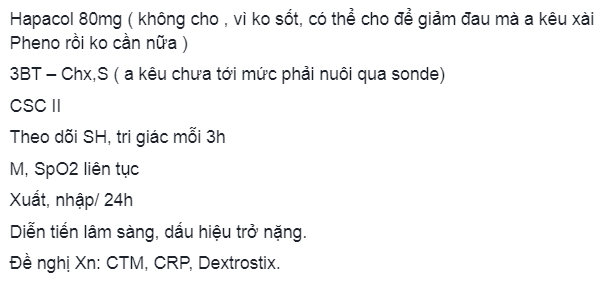 Hapacol 80mg ( không cho , vì ko sốt, có thể cho để giảm đau mà a kêu xài
Pheno rồi ko cần nữa )
3BT – Chx,S ( a kêu chưa tới mức phải nuôi qua sonde)
CSC II
Theo dõi SH, tri giác mỗi 3h
M, SpO2 liên tục
Xuất, nhập/ 24h
Diễn tiến lâm sàng, dấu hiệu trở nặng.
Đề nghị Xn: CTM, CRP, Dextrostix.